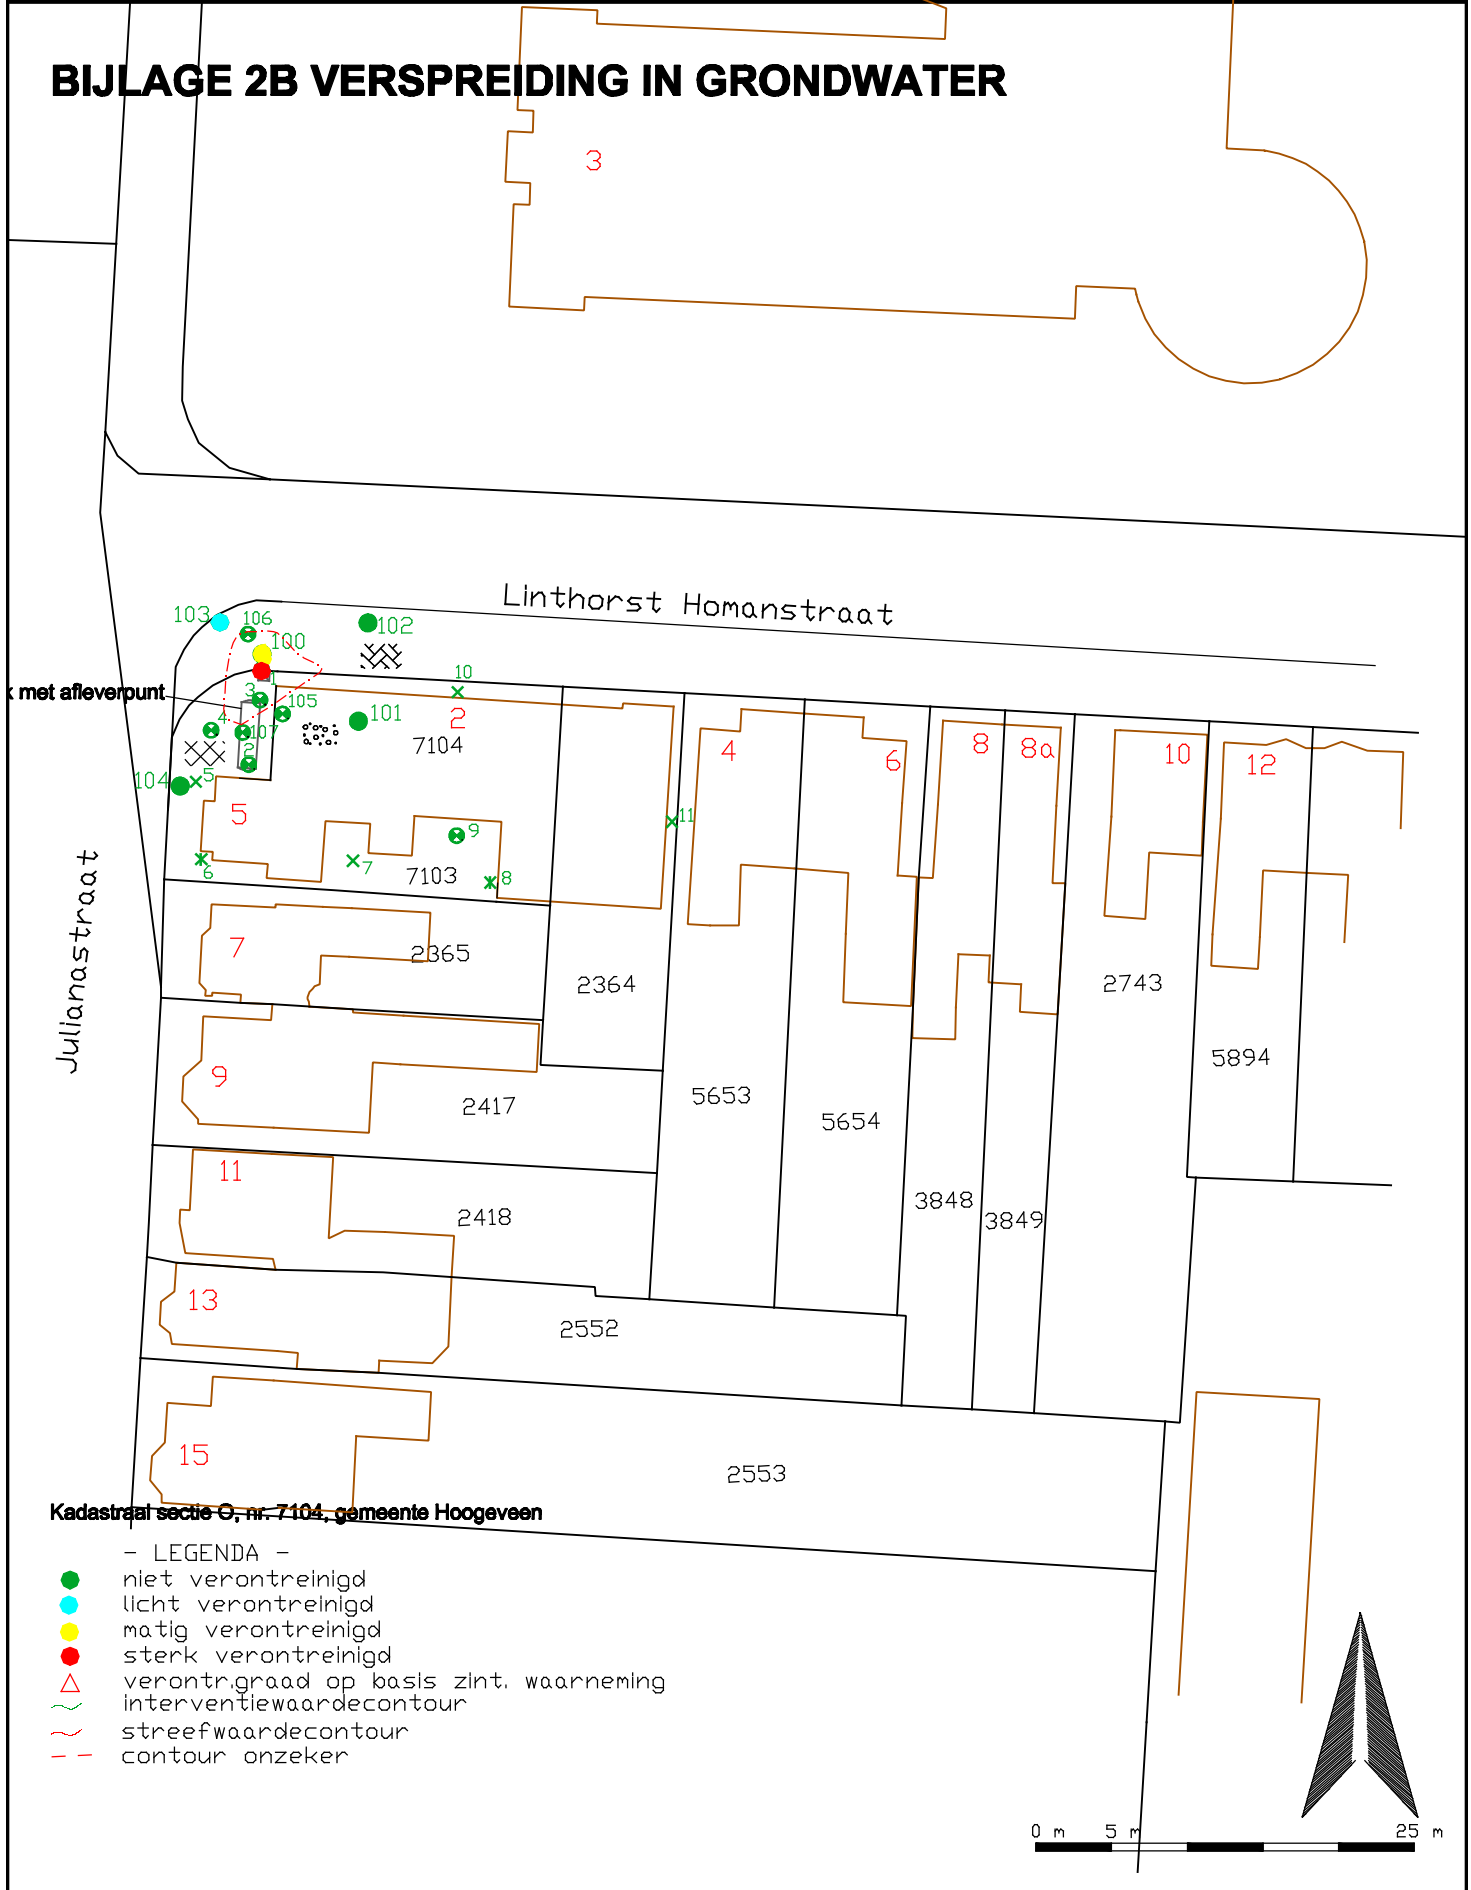 BIJLAGE 2B VERSPREIDING IN GRONDWATER
3
Linthorst Homanstraat
103
106
102
100
1
10
k met afleverpunt
3
105
2
4
101
107
7104
2
4
6
8
8a
10
12
104
5
5
11
9
6
7
7103
8
Julianastraat
7
2365
2364
2743
9
2417
5653
5654
5894
11
2418
3848
3849
13
2552
15
2553
Kadastraal sectie O, nr. 7104, gemeente Hoogeveen
- LEGENDA -
niet verontreinigd
licht verontreinigd
matig verontreinigd
sterk verontreinigd
verontr.graad op basis zint. waarneming
interventiewaardecontour
streefwaardecontour
contour onzeker
0 m 5 m 25 m